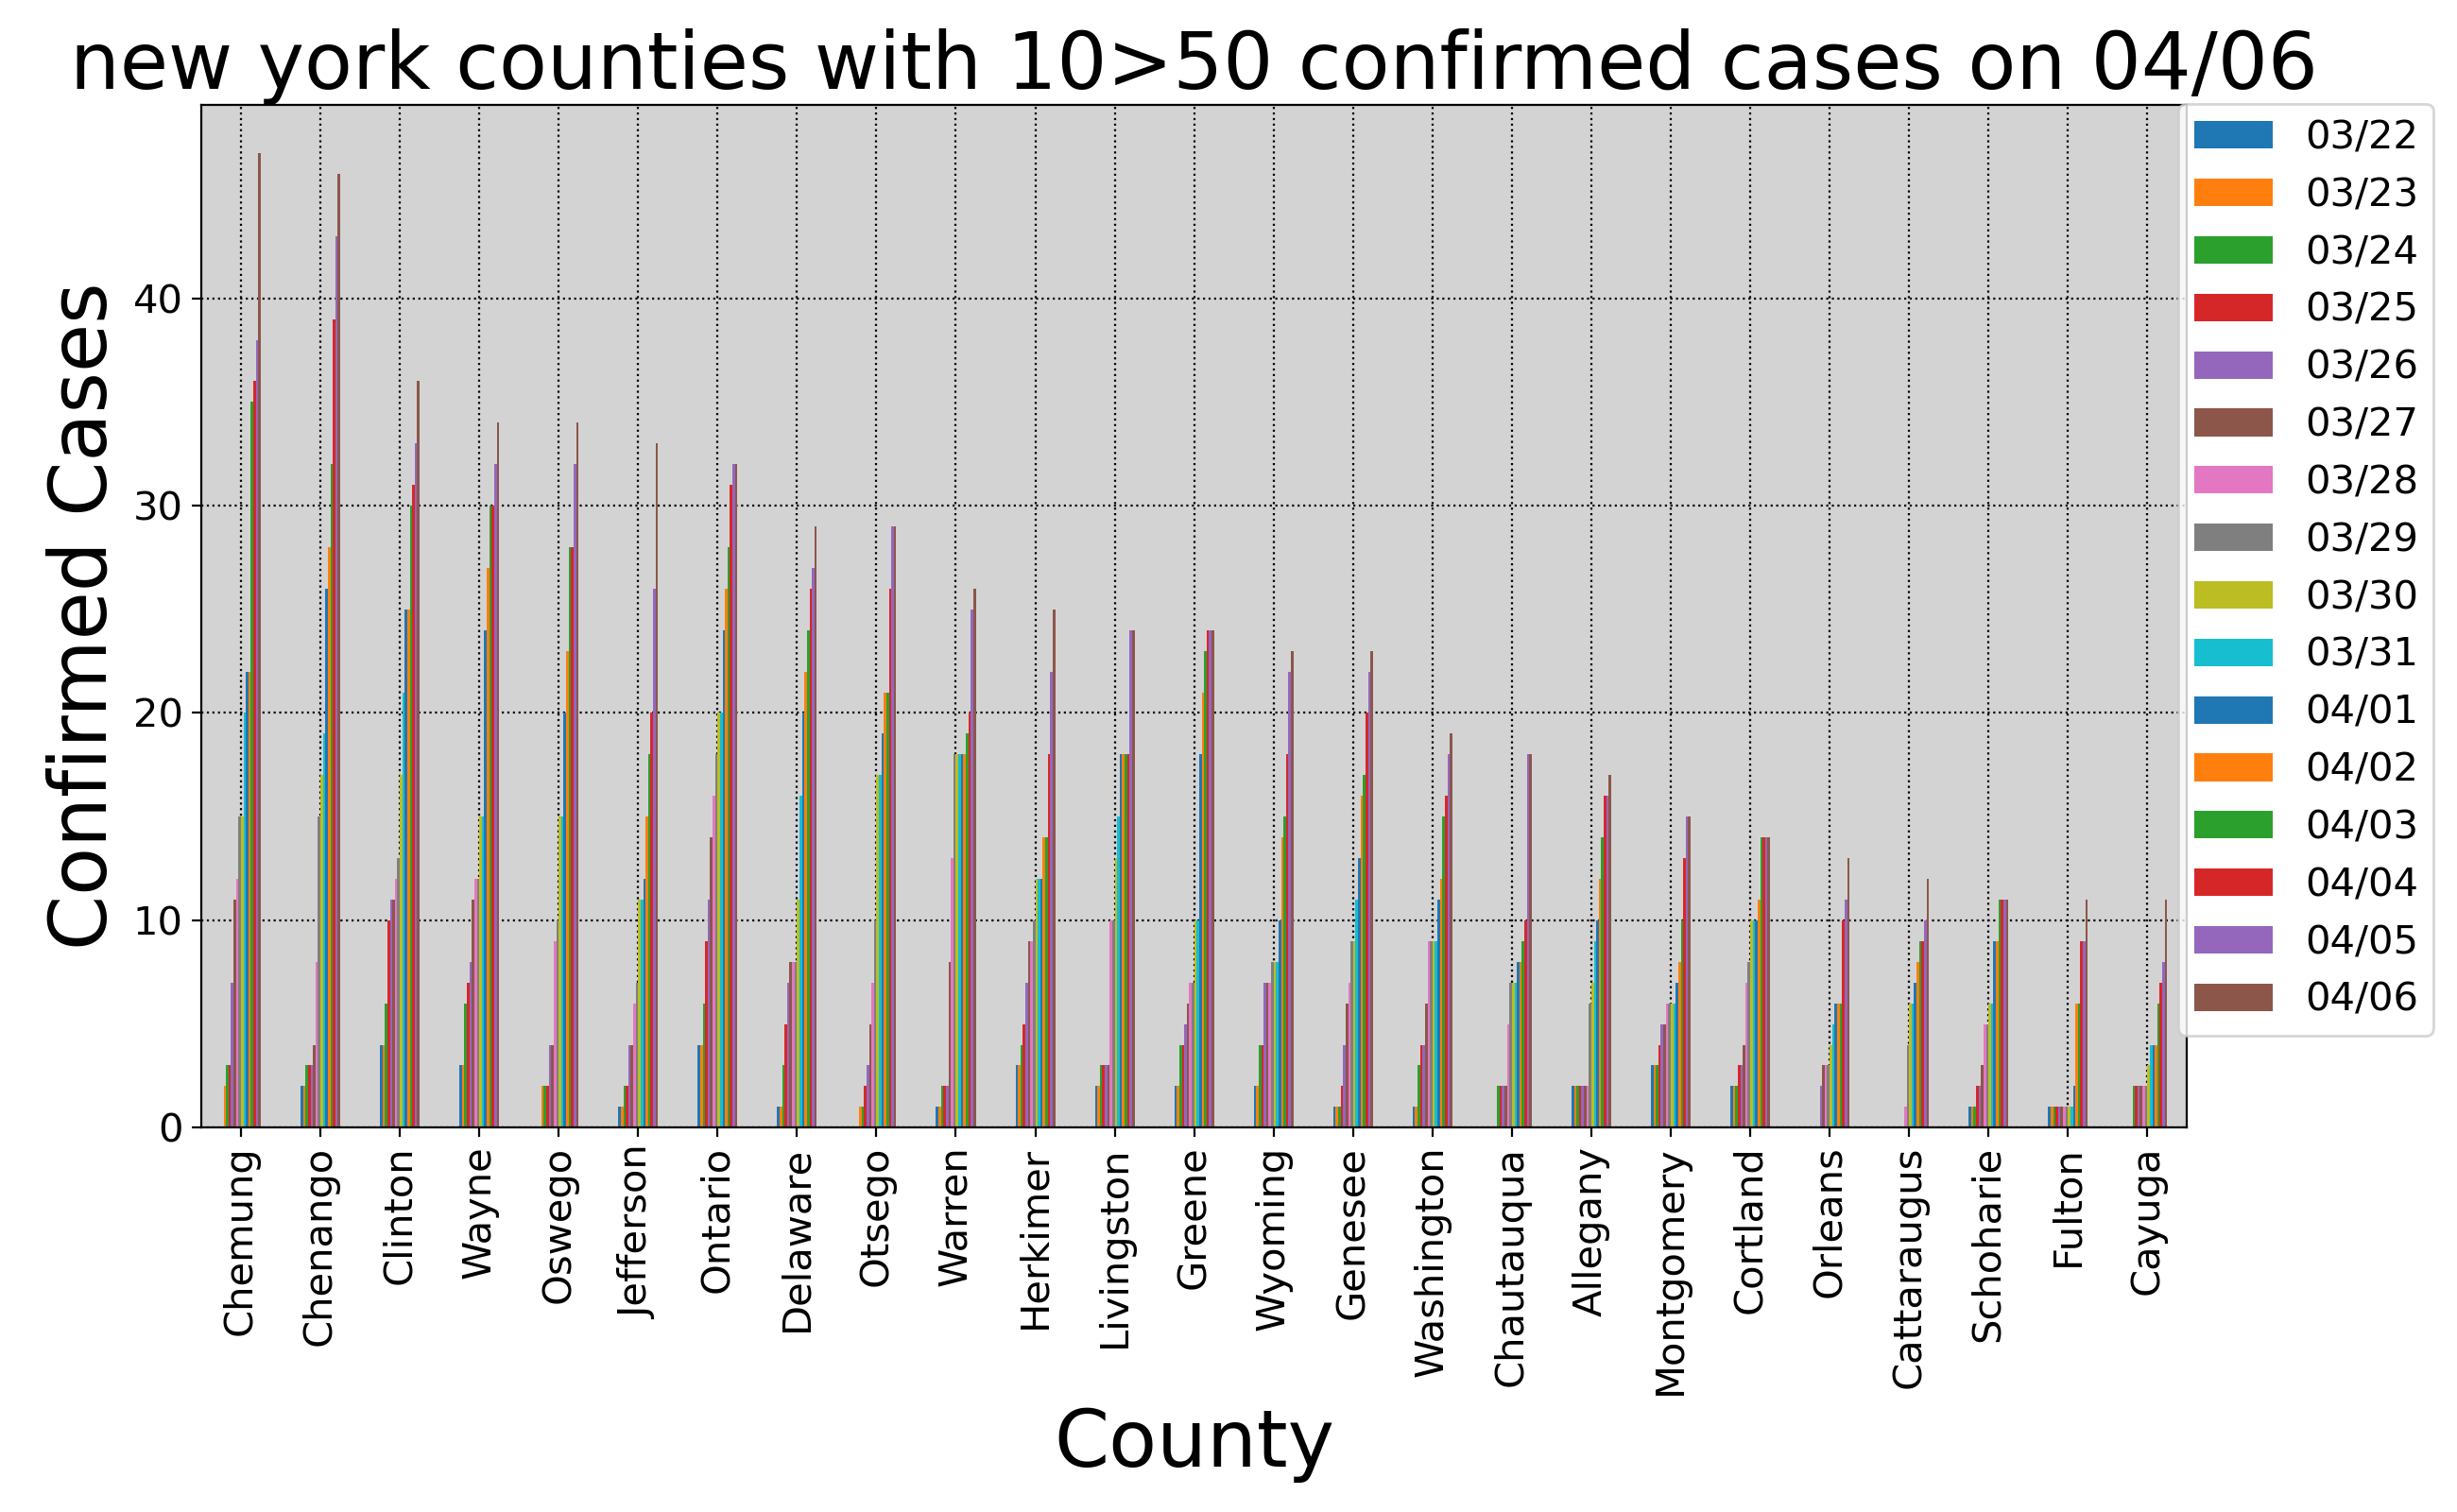 new york counties with 10>50 confirmed cases on 04/06
Confirmed Cases
40
30
20
10
0
03/22
03/23
03/24
03/25
03/26
03/27
03/28
03/29
03/30
03/31
04/01
04/02
04/03
04/04
04/05
04/06
Chemung
Chenango
Clinton
Wayne
Oswego
Jefferson
Ontario
Delaware
Otsego
Warren
Herkimer
Livingston
Greene
Wyoming
Genesee
Washington
Chautauqua
Allegany
Montgomery
Cortland
Orleans
Cattaraugus
Schoharie
Fulton
Cayuga
County